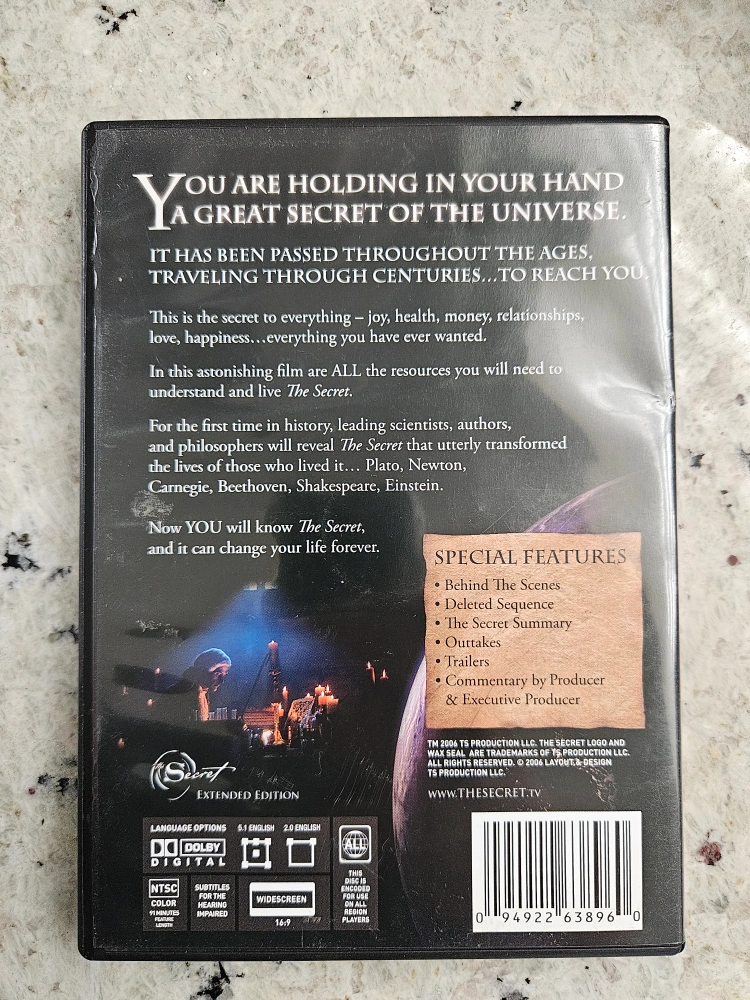 YOU ARE HOLDING IN YOUR HAND
A GREAT SECRET OF THE UNIVERSE.
IT HAS BEEN PASSED THROUGHOUT THE AGES,
TRAVELING THROUGH CENTURIES...TO REACH YOU.
This is the secret to everything – joy, health, money, relationships,
love, happiness...everything you have ever wanted.
In this astonishing film are ALL the resources you will need to
understand and live The Secret.
For the first time in history, leading scientists, authors,
and philosophers will reveal The Secret that utterly transformed
the lives of those who lived it... Plato, Newton,
Carnegie, Beethoven, Shakespeare, Einstein.
Now YOU will know The Secret,
and it can change your life forever.
SPECIAL FEATURES
• Behind The Scenes
• Deleted Sequence
• The Secret Summary
• Outtakes
• Trailers
• Commentary by Producer
& Executive Producer
TM 2006 TS PRODUCTION LLC. THE SECRET LOGO AND
WAX SEAL ARE TRADEMARKS OF TS PRODUCTION LLC.
ALL RIGHTS RESERVED. © 2006 LAYOUT & DESIGN
TS PRODUCTION LLC.
WWW.THESECRET.TV
The Secret
EXTENDED EDITION
LANGUAGE OPTIONS 5.1 ENGLISH 2.0 ENGLISH
DOLBY
DIGITAL
ALL
THIS
DISC IS
ENCODED
FOR USE
ON ALL
REGION
PLAYERS
NTSC
COLOR
91 MINUTES
FEATURE
LENGTH
SUBTITLES
FOR THE
HEARING
IMPAIRED
WIDESCREEN
16:9
0 94922 63896 0